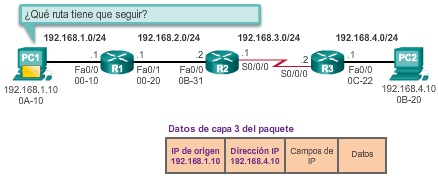 ¿Qué ruta tiene que seguir?
192.168.1.0/24
192.168.2.0/24
192.168.3.0/24
192.168.4.0/24
PC1
.1
R1
.1
.2
R2
.1
.2
R3
.1
PC2
Fa0/0
00-10
Fa0/1
00-20
Fa0/0
0B-31
S0/0/0
S0/0/0
Fa0/0
0C-22
192.168.1.10
0A-10
192.168.4.10
0B-20
Datos de capa 3 del paquete
IP de origen
192.168.1.10
Dirección IP
192.168.4.10
Campos de
IP
Datos